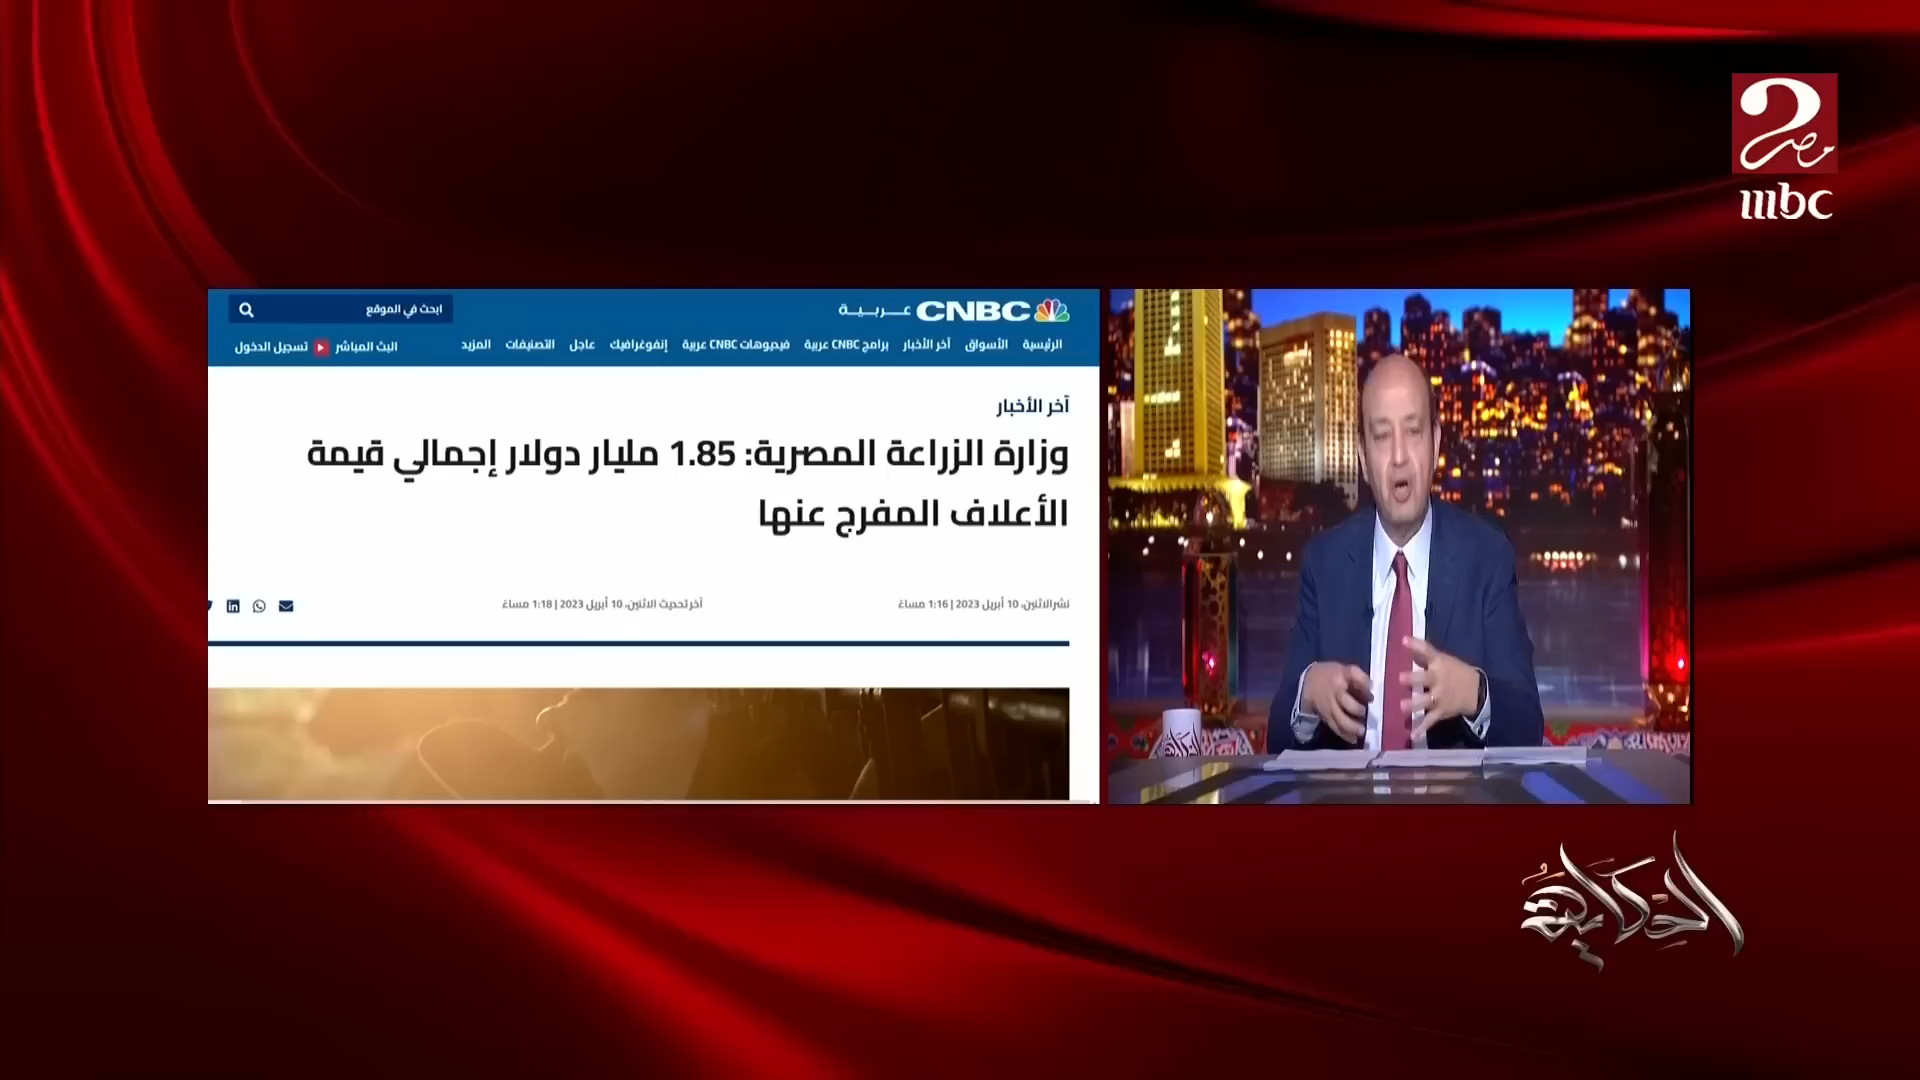 مصر
mbc
CNBC عربية
ابحث في الموقع
الرئيسية الأسواق آخر الأخبار برامج CNBC عربية فيديوهات CNBC عربية إنفوغرافيك عاجل التصنيفات المزيد
البث المباشر تسجيل الدخول
آخر الأخبار
وزارة الزراعة المصرية: 1.85 مليار دولار إجمالي قيمة
الأعلاف المفرج عنها
نشر الاثنين، 10 أبريل 2023 | 1:16 مساءً
آخر تحديث الاثنين، 10 أبريل 2023 | 1:18 مساءً
الحكاية
الحكاية